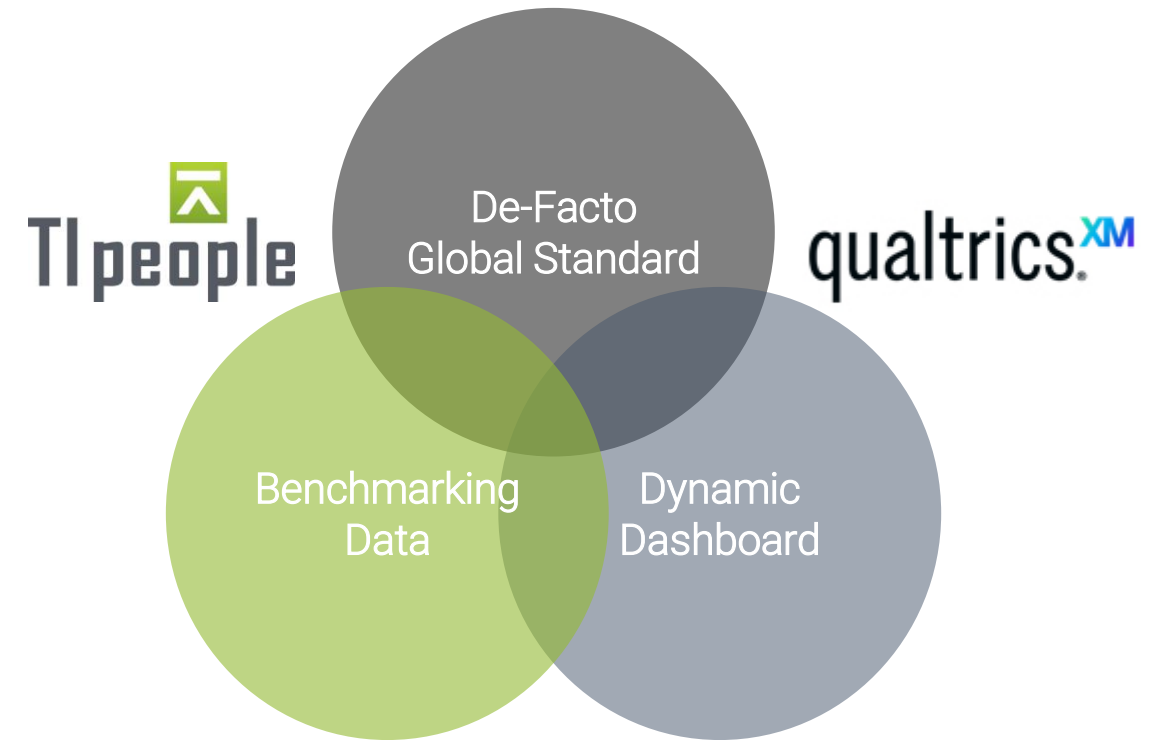 De-Facto
Global Standard
TIpeople
qualtrics.XM
®
Benchmarking
Data
Dynamic
Dashboard